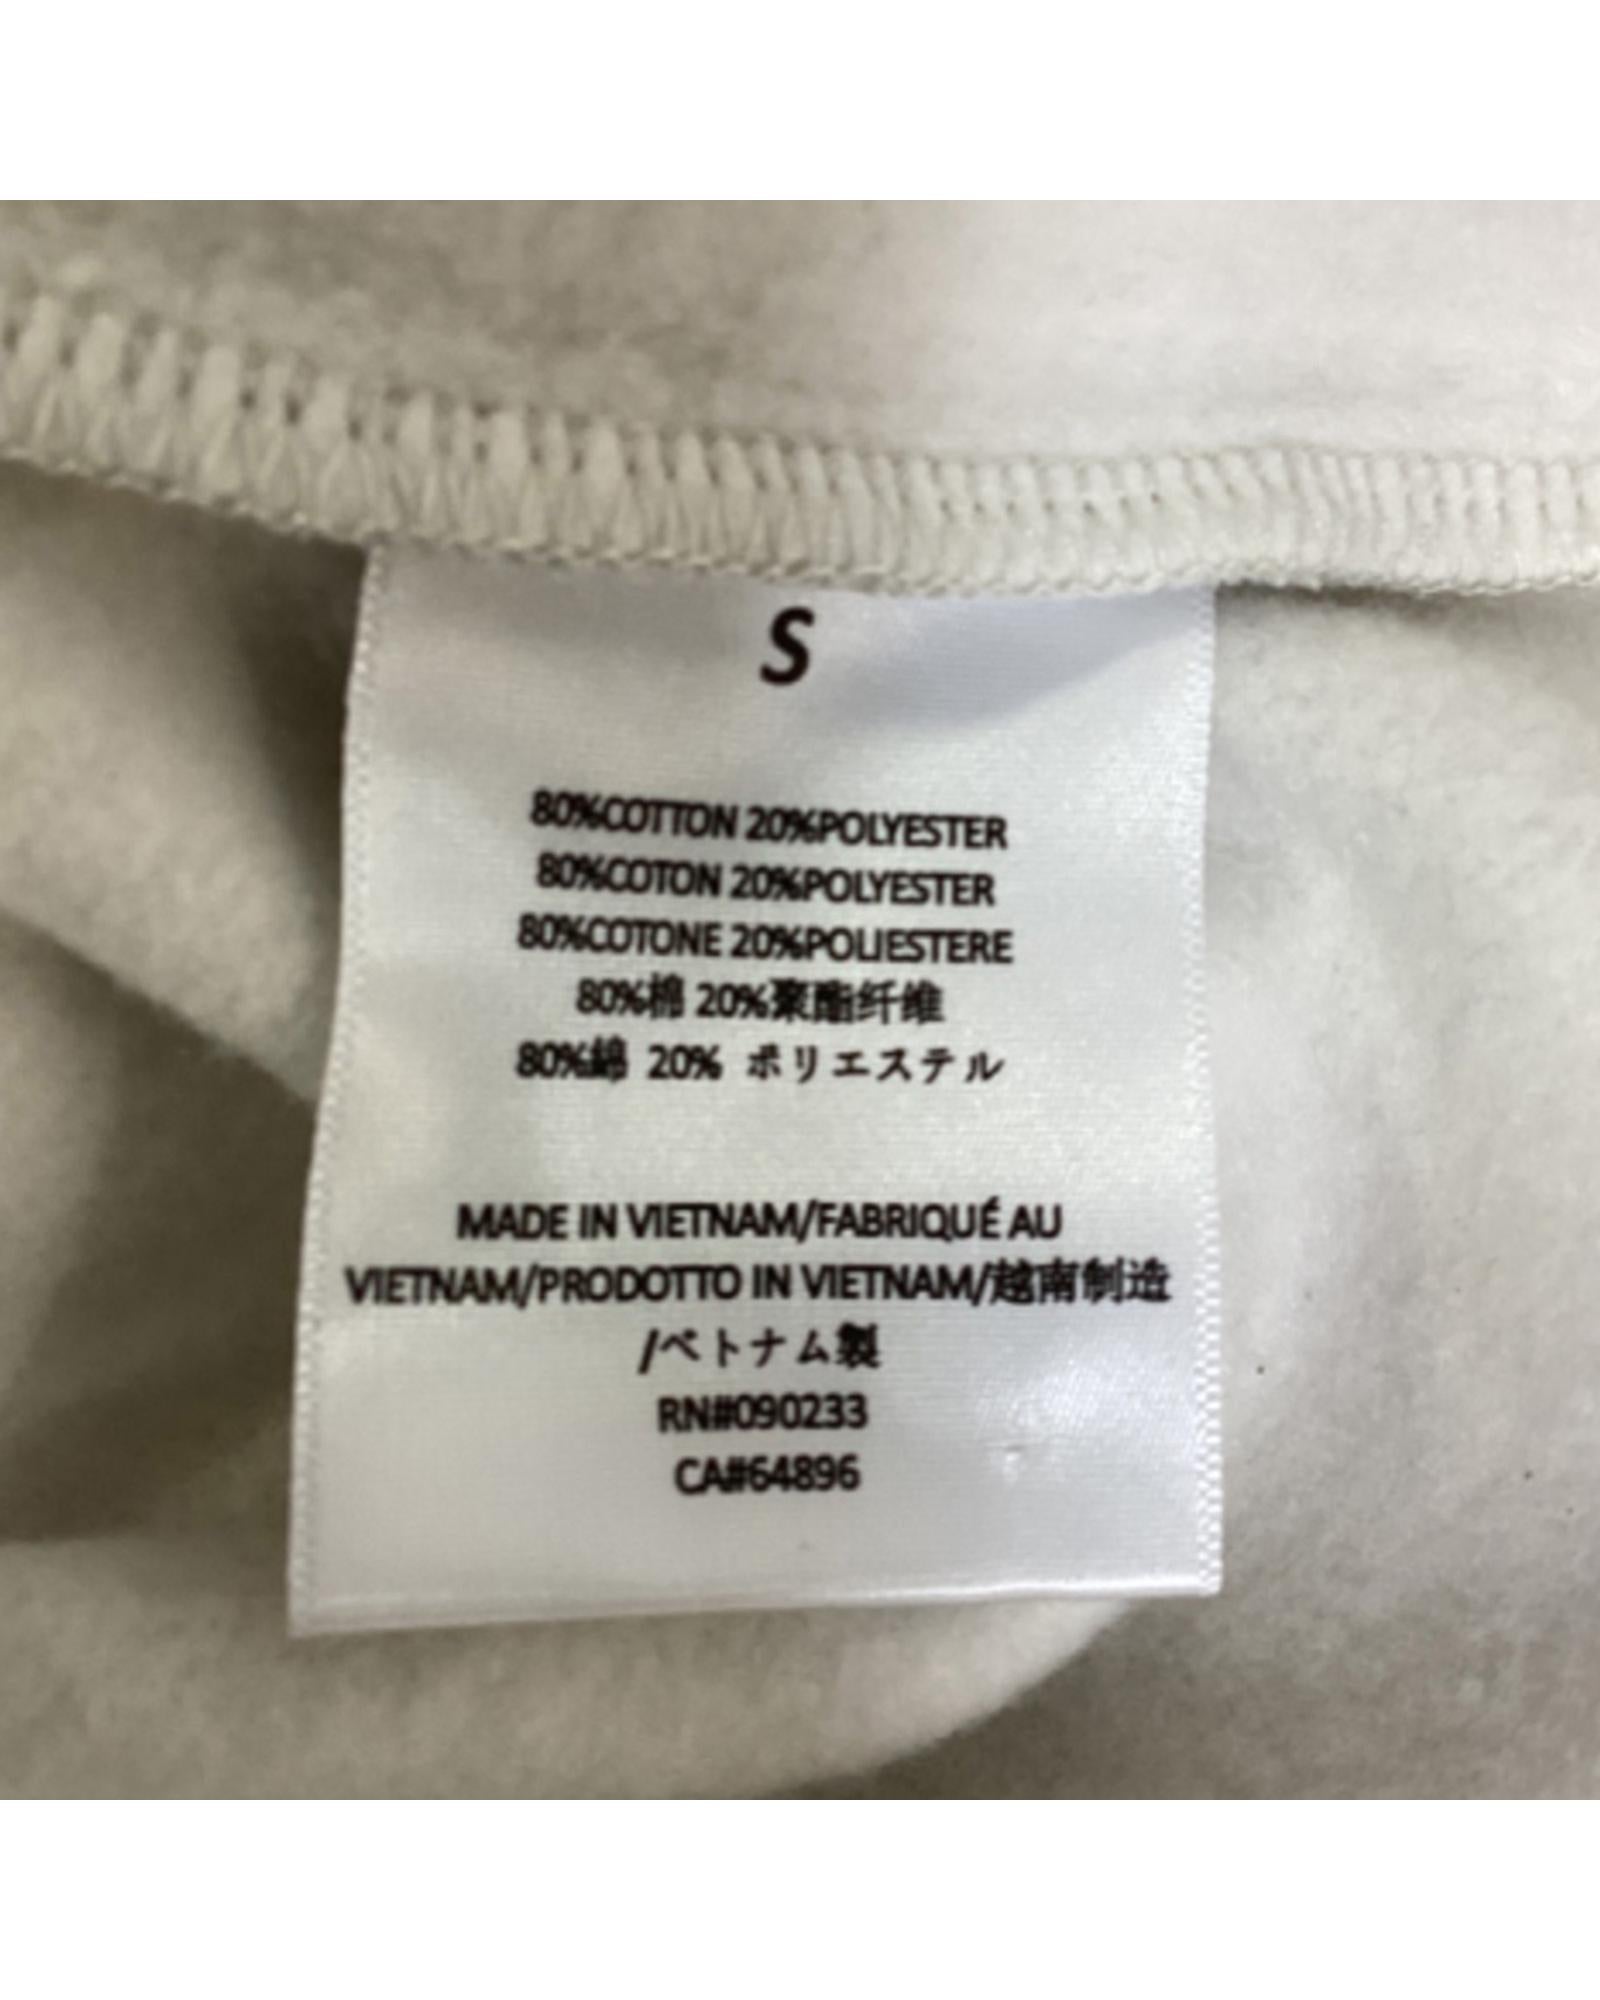 S
80%COTTON 20%POLYESTER
80%COTON 20%POLYESTER
80%COTONE 20%POLIESTERE
80%棉 20%聚酯纤维
80%綿 20% ポリエステル
MADE IN VIETNAM/FABRIQUÉ AU
VIETNAM/PRODOTTO IN VIETNAM/越南制造
/ベトナム製
RN#090233
CA#64896